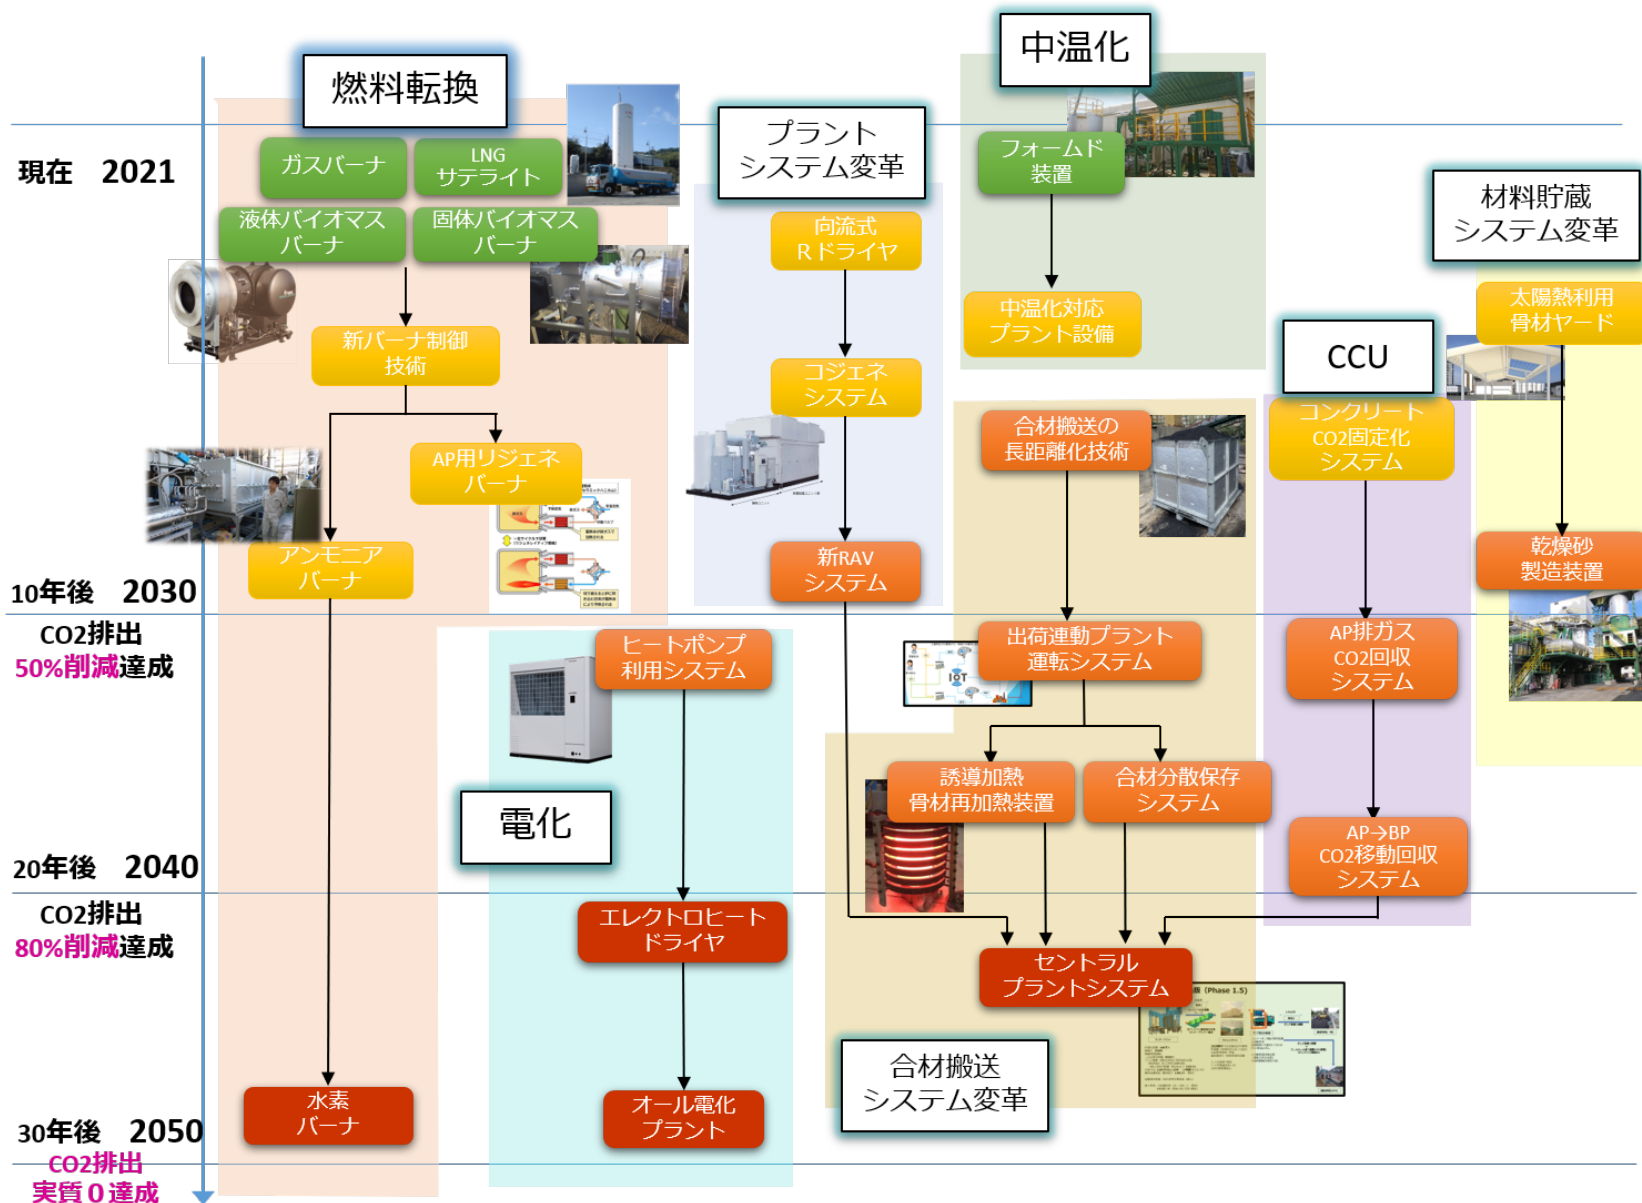 燃料転換
中温化
プラント
システム変革
材料貯蔵
システム変革
CCU
電化
合材搬送
システム変革
現在 2021
ガスバーナ
LNG
サテライト
液体バイオマス
バーナ
固体バイオマス
バーナ
向流式
Rドライヤ
フォームド
装置
中温化対応
プラント設備
太陽熱利用
骨材ヤード
新バーナ制御
技術
コジェネ
システム
合材搬送の
長距離化技術
コンクリート
CO2固定化
システム
AP用リジェネ
バーナ
アンモニア
バーナ
新RAV
システム
乾燥砂
製造装置
10年後 2030
CO2排出
50%削減達成
ヒートポンプ
利用システム
出荷運動プラント
運転システム
IoT
AP排ガス
CO2回収
システム
誘導加熱
骨材再加熱装置
合材分散保存
システム
AP→BP
CO2移動回収
システム
20年後 2040
CO2排出
80%削減達成
エレクトロヒート
ドライヤ
セントラル
プラントシステム
版（Phase 1.5）
水素
バーナ
オール電化
プラント
30年後 2050
CO2排出
実質０達成